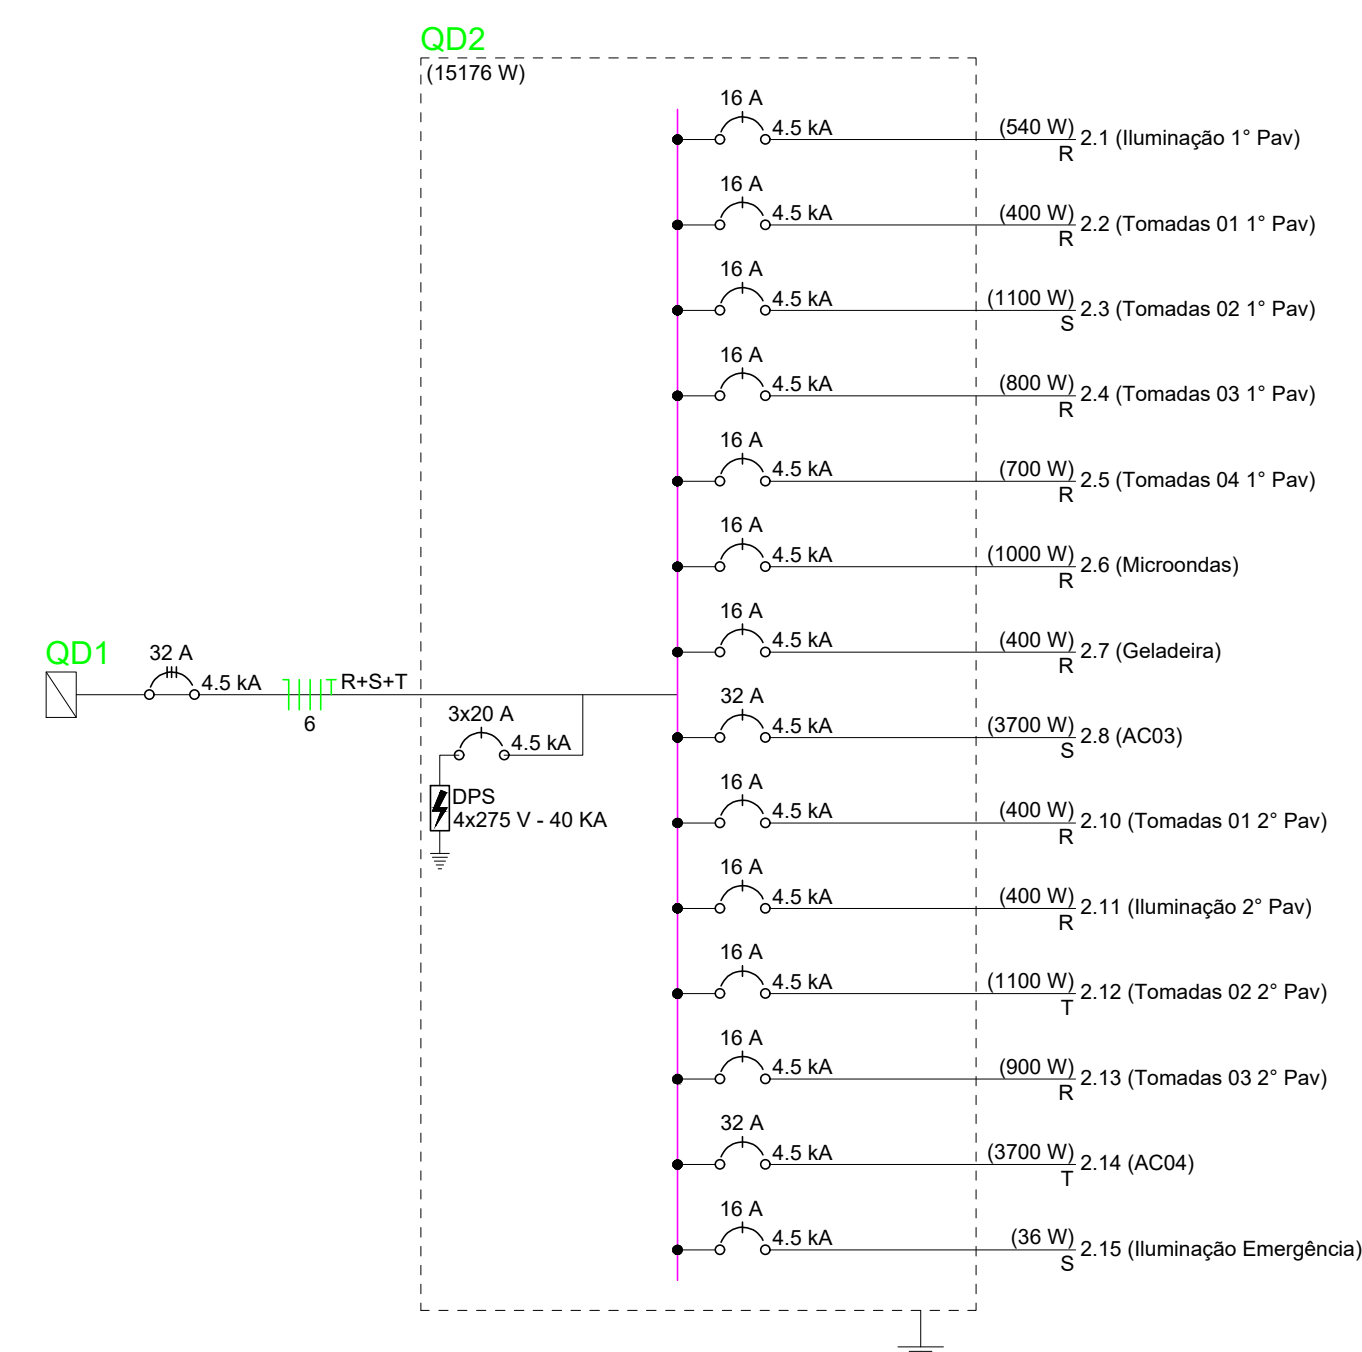 QD2
(15176 W)
16 A
4.5 kA
(540 W)
R
2.1 (Iluminação 1° Pav)
16 A
4.5 kA
(400 W)
R
2.2 (Tomadas 01 1° Pav)
16 A
4.5 kA
(1100 W)
S
2.3 (Tomadas 02 1° Pav)
16 A
4.5 kA
(800 W)
R
2.4 (Tomadas 03 1° Pav)
16 A
4.5 kA
(700 W)
R
2.5 (Tomadas 04 1° Pav)
16 A
4.5 kA
(1000 W)
R
2.6 (Microondas)
16 A
4.5 kA
(400 W)
R
2.7 (Geladeira)
QD1
32 A
4.5 kA
R+S+T
6
3x20 A
4.5 kA
DPS
4x275 V - 40 KA
32 A
4.5 kA
(3700 W)
S
2.8 (AC03)
16 A
4.5 kA
(400 W)
R
2.10 (Tomadas 01 2° Pav)
16 A
4.5 kA
(400 W)
R
2.11 (Iluminação 2° Pav)
16 A
4.5 kA
(1100 W)
T
2.12 (Tomadas 02 2° Pav)
16 A
4.5 kA
(900 W)
R
2.13 (Tomadas 03 2° Pav)
32 A
4.5 kA
(3700 W)
T
2.14 (AC04)
16 A
4.5 kA
(36 W)
S
2.15 (Iluminação Emergência)